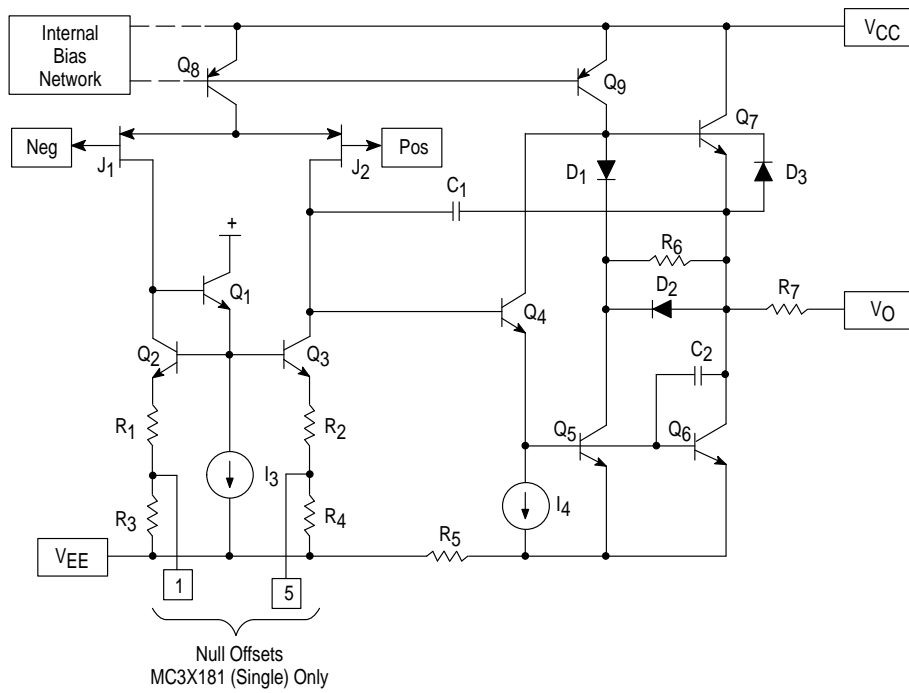 Internal
Bias
Network
VCC
Q8
Q9
Q7
Neg
J1
J2
Pos
D1
D3
C1
+
R6
Q1
D2
R7
VO
Q4
Q2
Q3
C2
R1
R2
Q5
Q6
I3
I4
R3
R4
R5
VEE
1
5
Null Offsets
MC3X181 (Single) Only